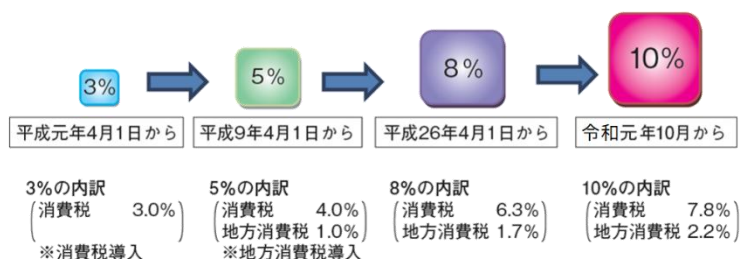 3%
5%
8%
10%
平成元年4月1日から
平成9年4月1日から
平成26年4月1日から
令和元年10月から
3%の内訳
消費税 3.0%
※消費税導入
5%の内訳
消費税 4.0%
地方消費税 1.0%
※地方消費税導入
8%の内訳
消費税 6.3%
地方消費税 1.7%
10%の内訳
消費税 7.8%
地方消費税 2.2%